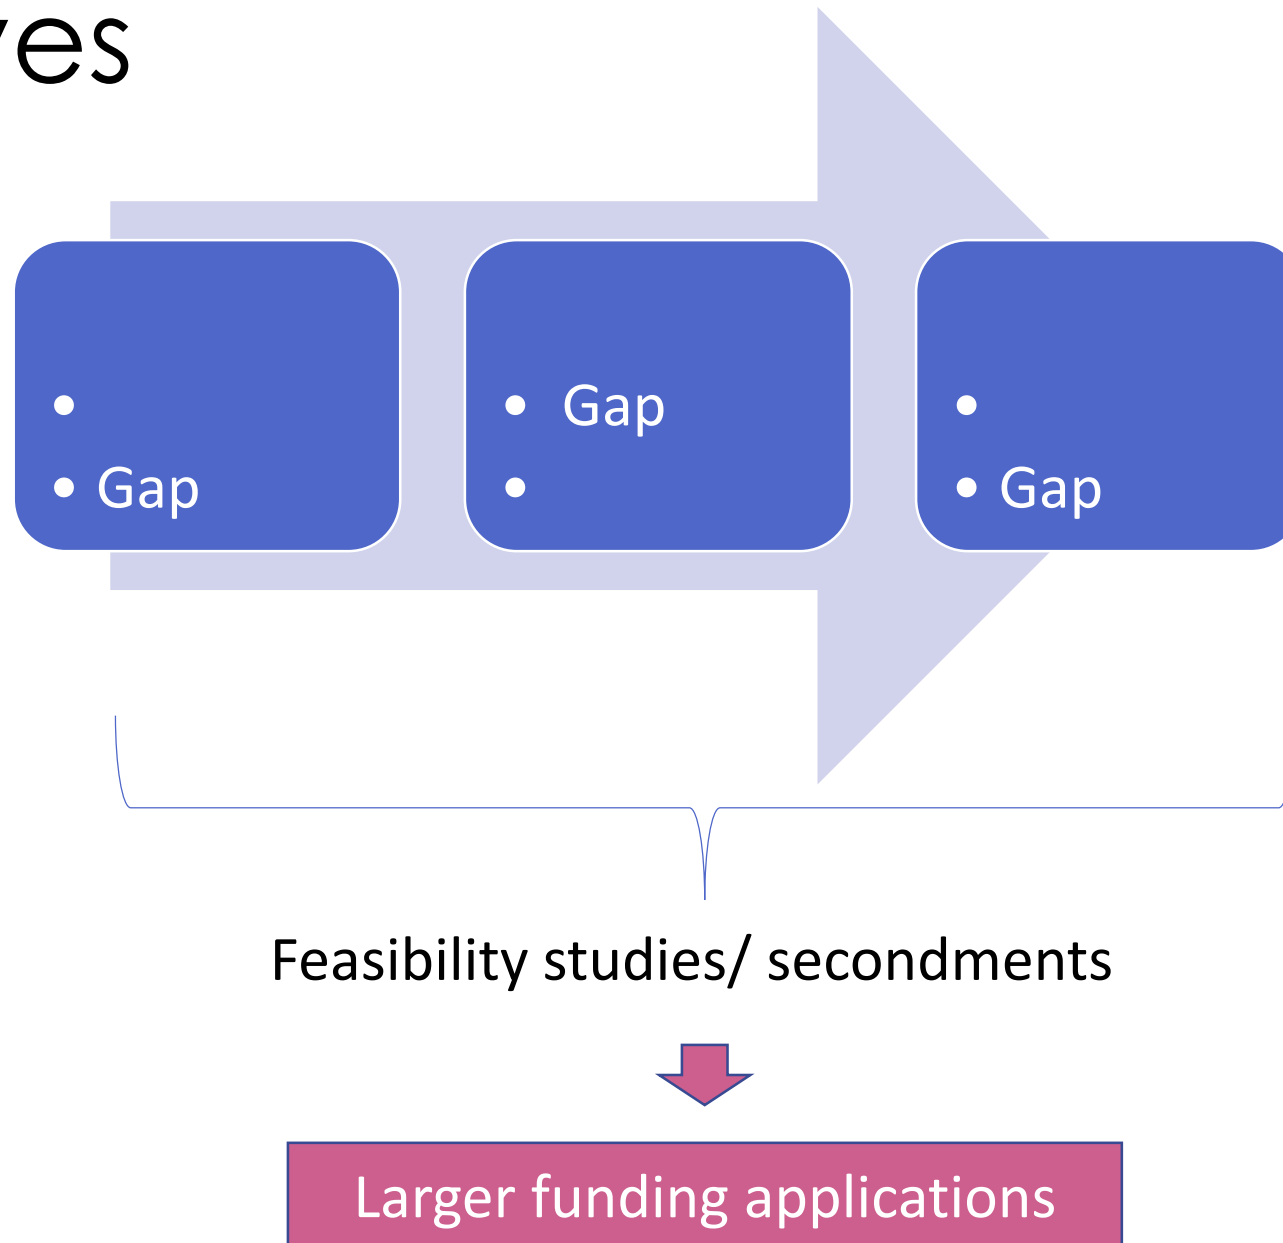 ves
•
• Gap
• Gap
•
•
• Gap
Feasibility studies/ secondments
Larger funding applications